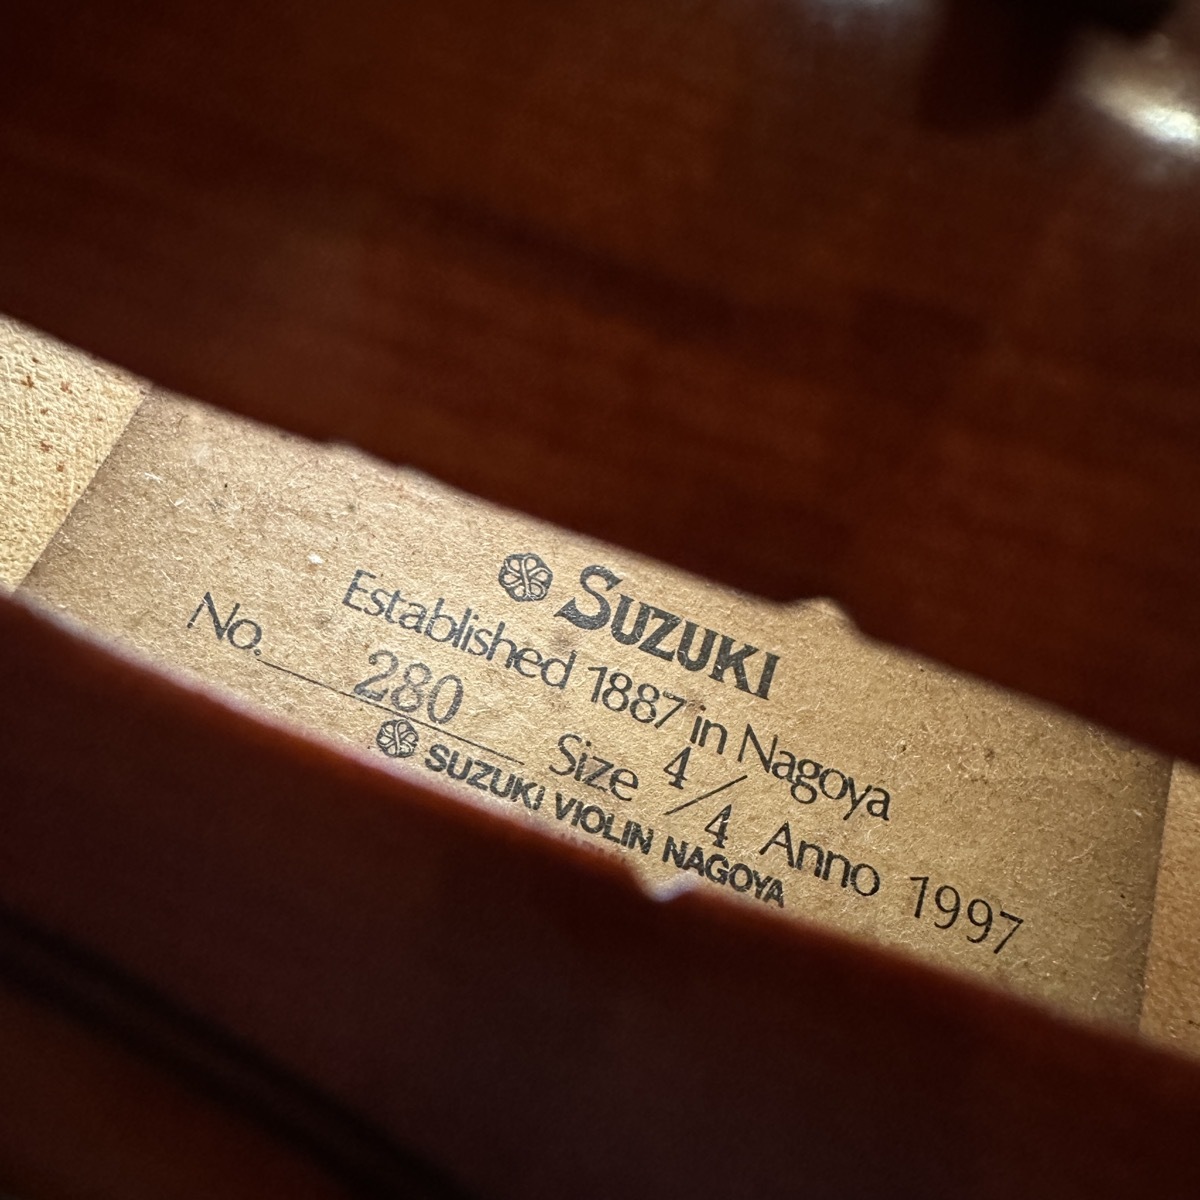 SUZUKI
Established 1887 in Nagoya
No. 280 Size 4/4 Anno 1997
SUZUKI VIOLIN NAGOYA